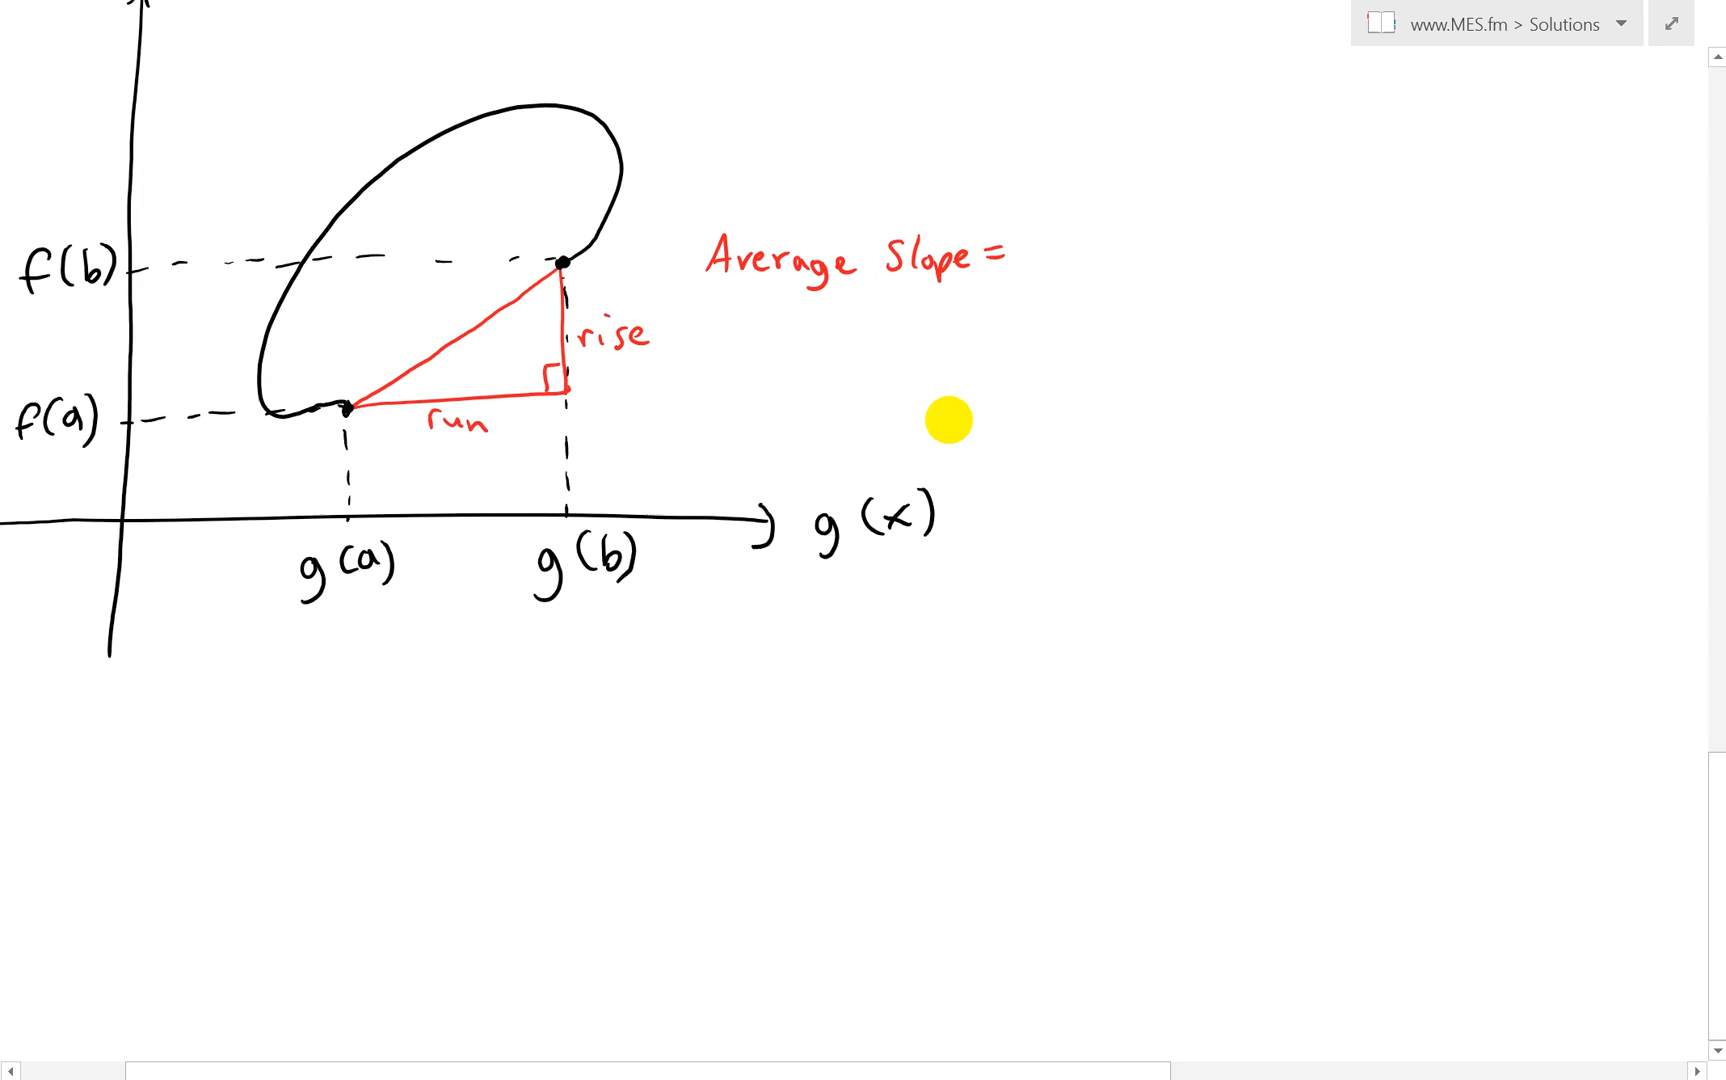 www.MES.fm > Solutions
f(b)
Average Slope =
rise
f(a)
run
g(x)
g(a)
g(b)